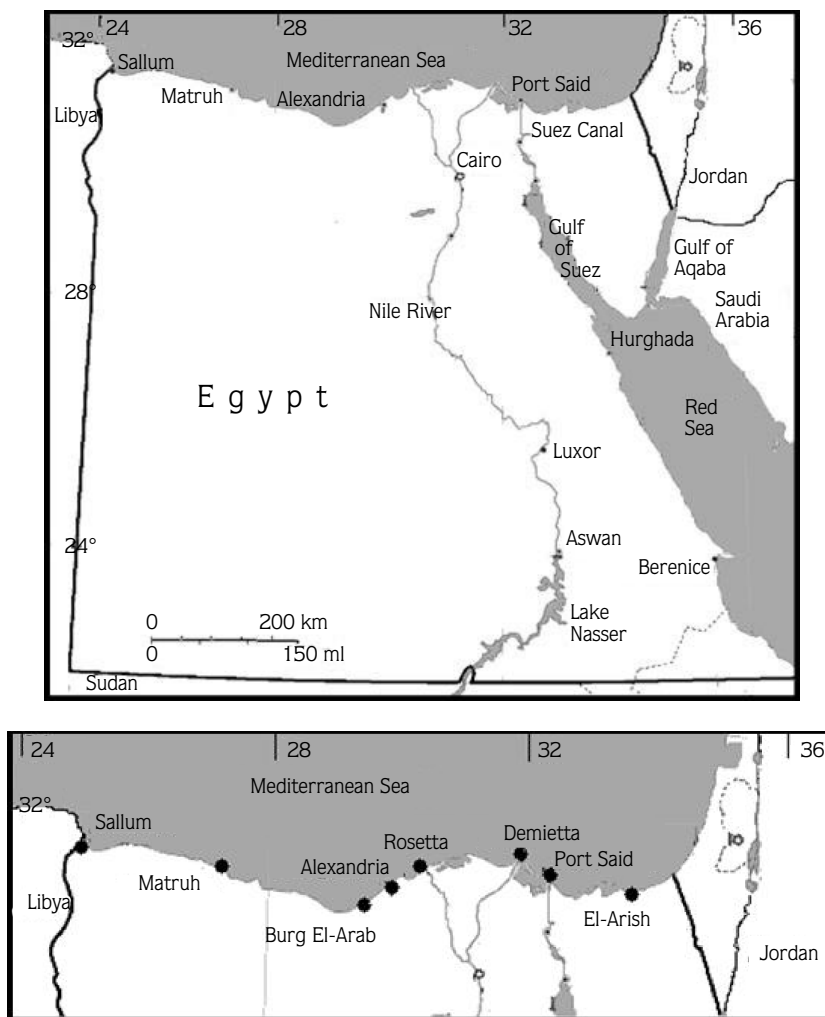 24 28 32 36
32°
Mediterranean Sea
Sallum
Port Said
Matruh
Alexandria
Libya
Suez Canal
Cairo
Jordan
Gulf
of
Suez
Gulf of
Aqaba
28°
Saudi
Arabia
Nile River
Hurghada
Egypt
Red
Sea
Luxor
Aswan
24°
Berenice
0 200 km
Lake
Nasser
0 150 ml
Sudan
24 28 32 36
Mediterranean Sea
32°
Sallum
Demietta
Rosetta
Port Said
Alexandria
Matruh
Libya
El-Arish
Burg El-Arab
Jordan